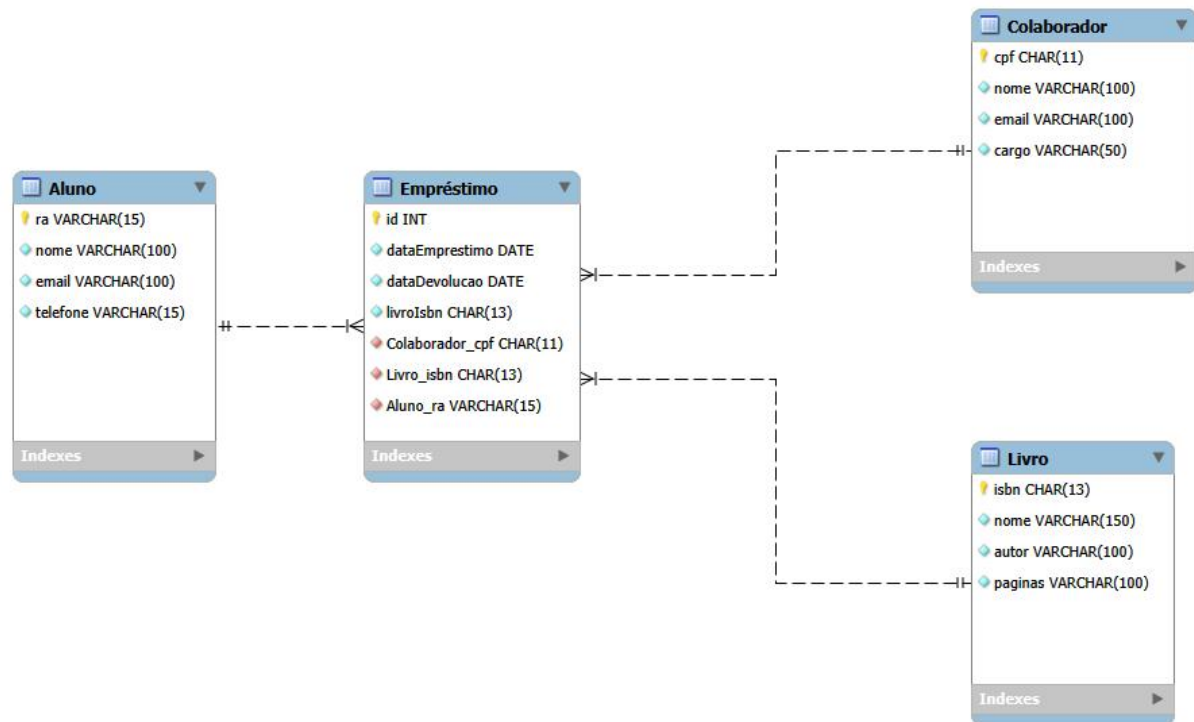 Aluno
ra VARCHAR(15)
nome VARCHAR(100)
email VARCHAR(100)
telefone VARCHAR(15)
Indexes
Empréstimo
id INT
dataEmprestimo DATE
dataDevolucao DATE
livroIsbn CHAR(13)
Colaborador_cpf CHAR(11)
Livro_isbn CHAR(13)
Aluno_ra VARCHAR(15)
Indexes
Colaborador
cpf CHAR(11)
nome VARCHAR(100)
email VARCHAR(100)
cargo VARCHAR(50)
Indexes
Livro
isbn CHAR(13)
nome VARCHAR(150)
autor VARCHAR(100)
paginas VARCHAR(100)
Indexes